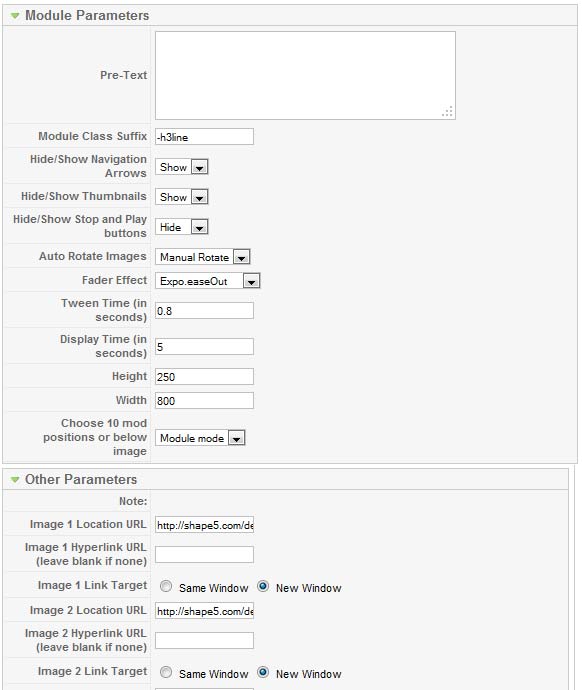 Module Parameters
Pre-Text
Module Class Suffix -h3line
Hide/Show Navigation
Arrows Show
Hide/Show Thumbnails Show
Hide/Show Stop and Play
buttons Hide
Auto Rotate Images Manual Rotate
Fader Effect Expo.easeOut
Tween Time (in
seconds) 0.8
Display Time (in
seconds) 5
Height 250
Width 800
Choose 10 mod
positions or below
image Module mode
Other Parameters
Note:
Image 1 Location URL http://shape5.com/de
Image 1 Hyperlink URL
(leave blank if none)
Image 1 Link Target Same Window New Window
Image 2 Location URL http://shape5.com/de
Image 2 Hyperlink URL
(leave blank if none)
Image 2 Link Target Same Window New Window